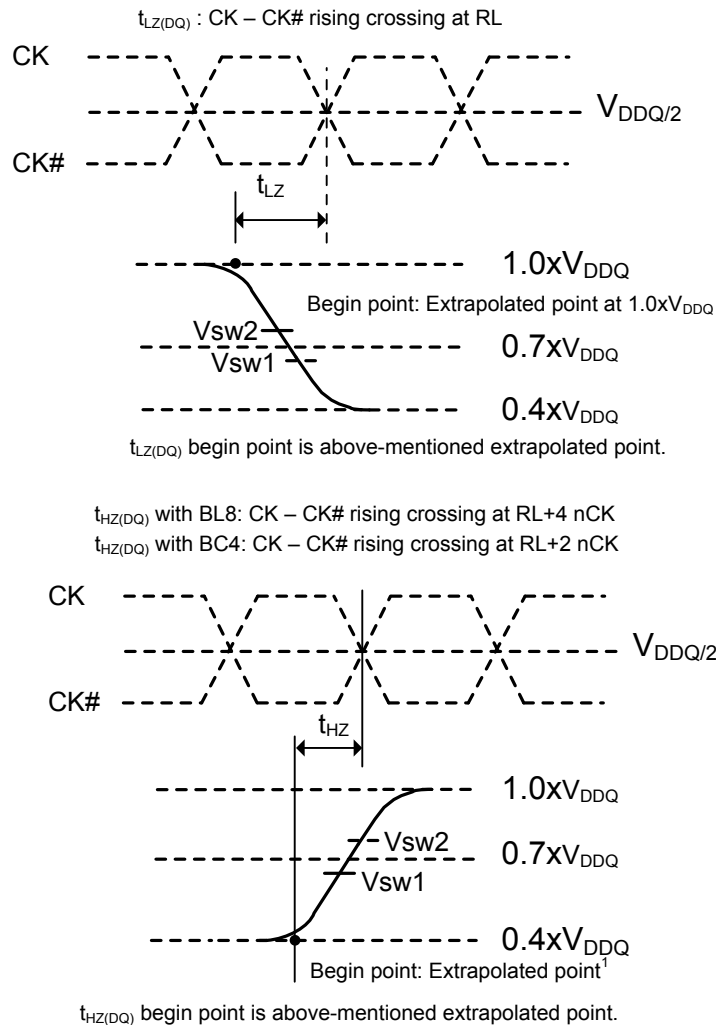 tLZ(DQ) : CK – CK# rising crossing at RL
CK
VDDQ/2
CK#
tLZ
1.0xVDDQ
Begin point: Extrapolated point at 1.0xVDDQ
Vsw2
0.7xVDDQ
Vsw1
0.4xVDDQ
tLZ(DQ) begin point is above-mentioned extrapolated point.
tHZ(DQ) with BL8: CK – CK# rising crossing at RL+4 nCK
tHZ(DQ) with BC4: CK – CK# rising crossing at RL+2 nCK
CK
VDDQ/2
CK#
tHZ
1.0xVDDQ
Vsw2
0.7xVDDQ
Vsw1
0.4xVDDQ
Begin point: Extrapolated point1
tHZ(DQ) begin point is above-mentioned extrapolated point.